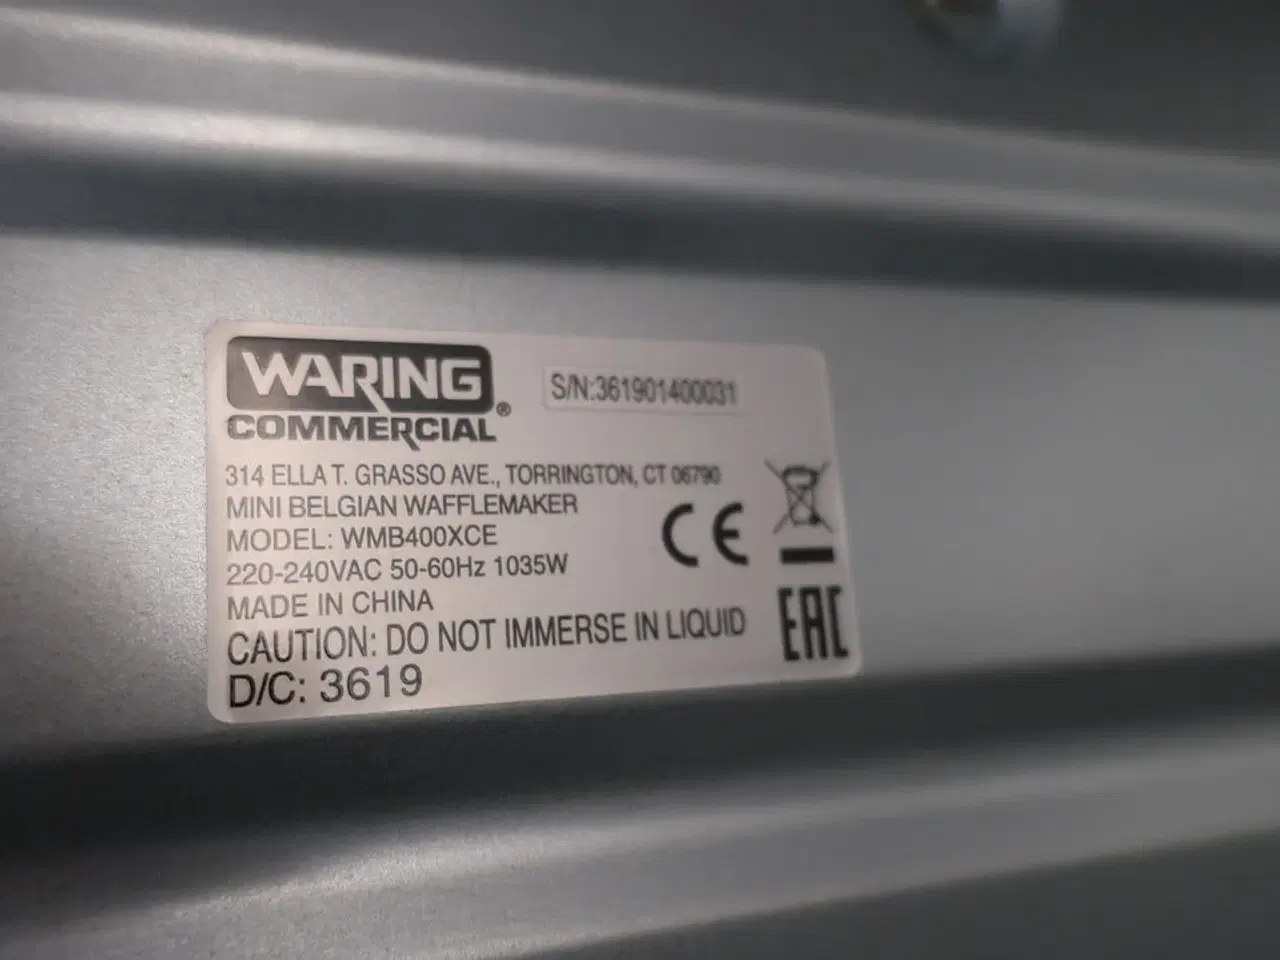 WARING®
COMMERCIAL
S/N:361901400031
314 ELLA T. GRASSO AVE., TORRINGTON, CT 06790
MINI BELGIAN WAFFLEMAKER
MODEL: WMB400XCE
220-240VAC 50-60Hz 1035W
MADE IN CHINA
CAUTION: DO NOT IMMERSE IN LIQUID
D/C: 3619
CE
EAC